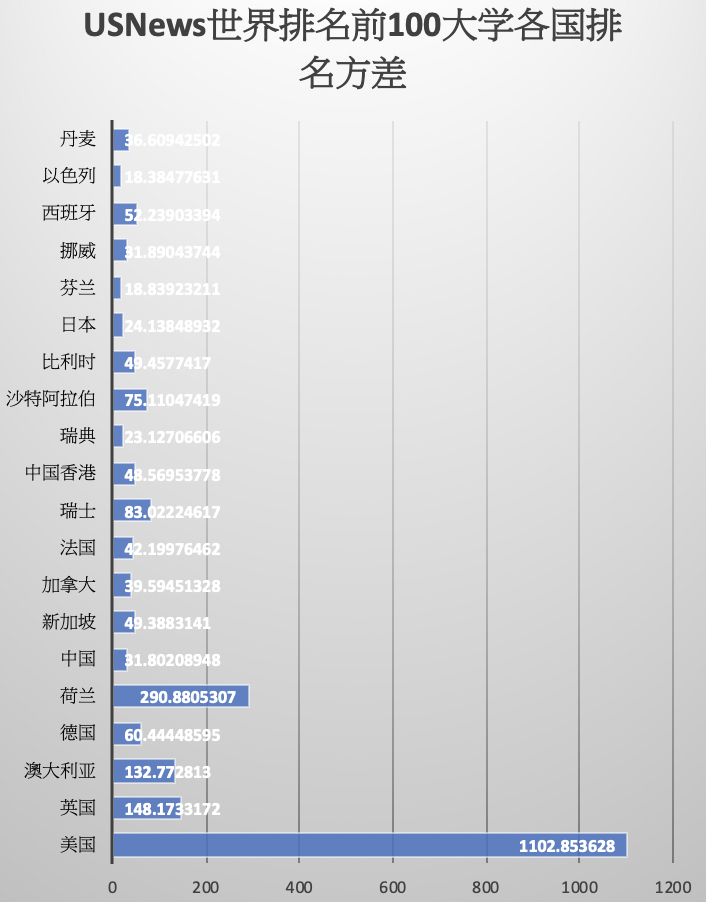 USNews世界排名前100大学各国排
名方差
丹麦 36.60942502
以色列 18.38477631
西班牙 52.23903394
挪威 31.89043744
芬兰 18.83923211
日本 24.13848932
比利时 49.4577417
沙特阿拉伯 75.11047419
瑞典 23.12706606
中国香港 48.56953778
瑞士 83.02224617
法国 42.19976462
加拿大 39.59451328
新加坡 49.3883141
中国 31.80208948
荷兰 290.8805307
德国 60.44448595
澳大利亚 132.772813
英国 148.1733172
美国 1102.853628
0 200 400 600 800 1000 1200